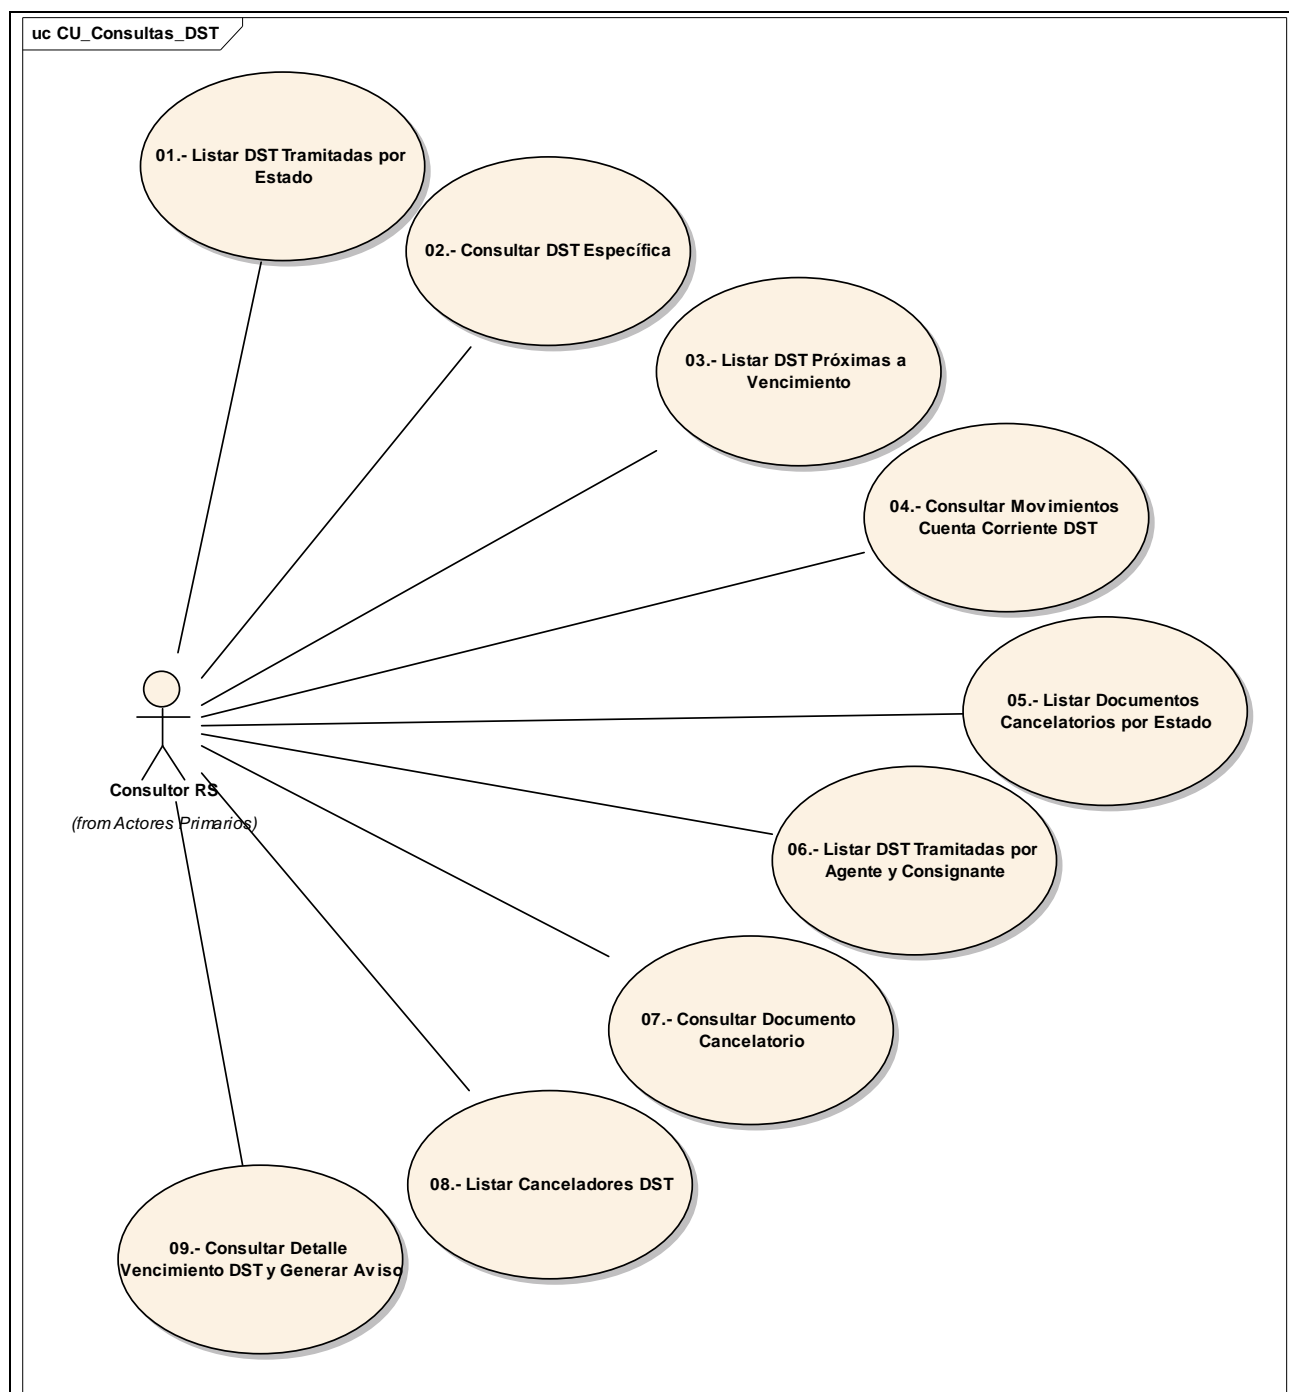 uc CU_Consultas_DST
01.- Listar DST Tramitadas por
Estado
02.- Consultar DST Específica
03.- Listar DST Próximas a
Vencimiento
04.- Consultar Movimientos
Cuenta Corriente DST
05.- Listar Documentos
Cancelatorios por Estado
Consultor RS
(from Actores Primarios)
06.- Listar DST Tramitadas por
Agente y Consignante
07.- Consultar Documento
Cancelatorio
08.- Listar Canceladores DST
09.- Consultar Detalle
Vencimiento DST y Generar Aviso